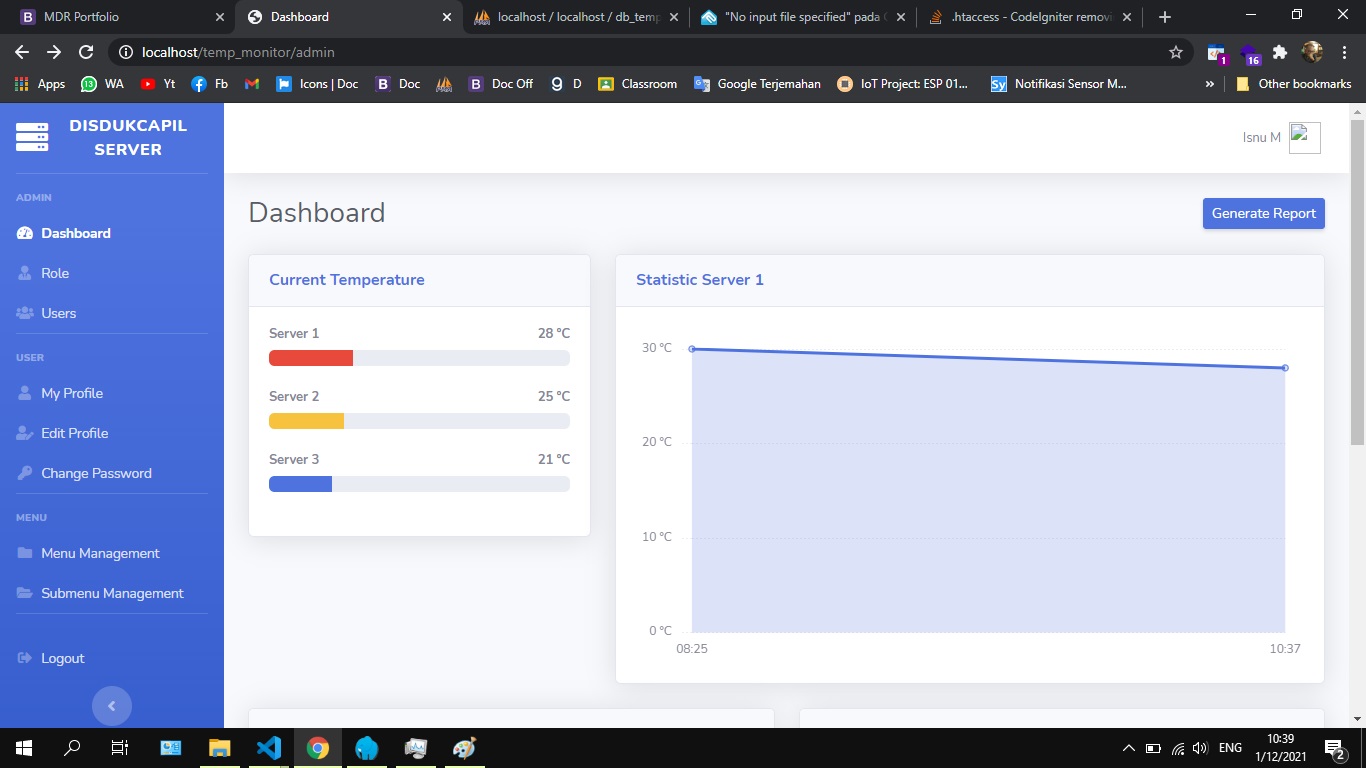 MDR Portfolio
Dashboard
localhost / localhost / db_temp
"No input file specified" pada C
.htaccess - CodeIgniter removi
localhost/temp_monitor/admin
1
16
Apps
13
WA
Yt
Fb
Icons | Doc
Doc
Doc Off
D
Classroom
Google Terjemahan
IoT Project: ESP 01...
Sy
Notifikasi Sensor M...
»
Other bookmarks
DISDUKCAPIL
SERVER
ADMIN
Dashboard
Role
Users
USER
My Profile
Edit Profile
Change Password
MENU
Menu Management
Submenu Management
Logout
Isnu M
Dashboard
Generate Report
Current Temperature
Server 1 28 °C
Server 2 25 °C
Server 3 21 °C
Statistic Server 1
30 °C
20 °C
10 °C
0 °C
08:25 10:37
ENG
10:39
1/12/2021
2